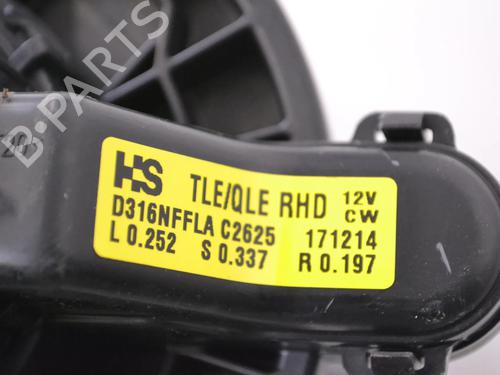 B-PARTS
HS TLE/QLE RHD 12V CW
D316NFFLA C2625 171214
L 0.252 S 0.337 R 0.197